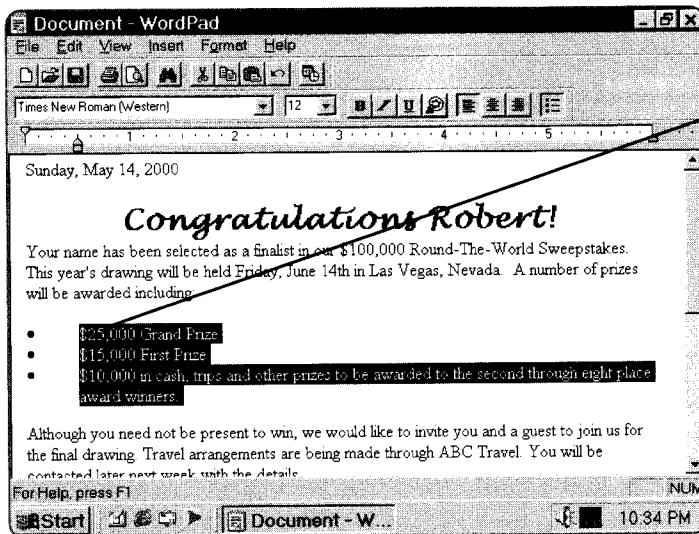 Document - WordPad
File Edit View Insert Format Help
Times New Roman (Western) 12 B I U
1 2 3 4 5
Sunday, May 14, 2000
Congratulations Robert!
Your name has been selected as a finalist in our $100,000 Round-The-World Sweepstakes.
This year's drawing will be held Friday, June 14th in Las Vegas, Nevada. A number of prizes
will be awarded including:
• $25,000 Grand Prize
• $15,000 First Prize
• $10,000 in cash, trips and other prizes to be awarded to the second through eight place
award winners.
Although you need not be present to win, we would like to invite you and a guest to join us for
the final drawing. Travel arrangements are being made through ABC Travel. You will be
contacted later next week with the details.
For Help, press F1 NUM
Start Document - W... 10:34 PM